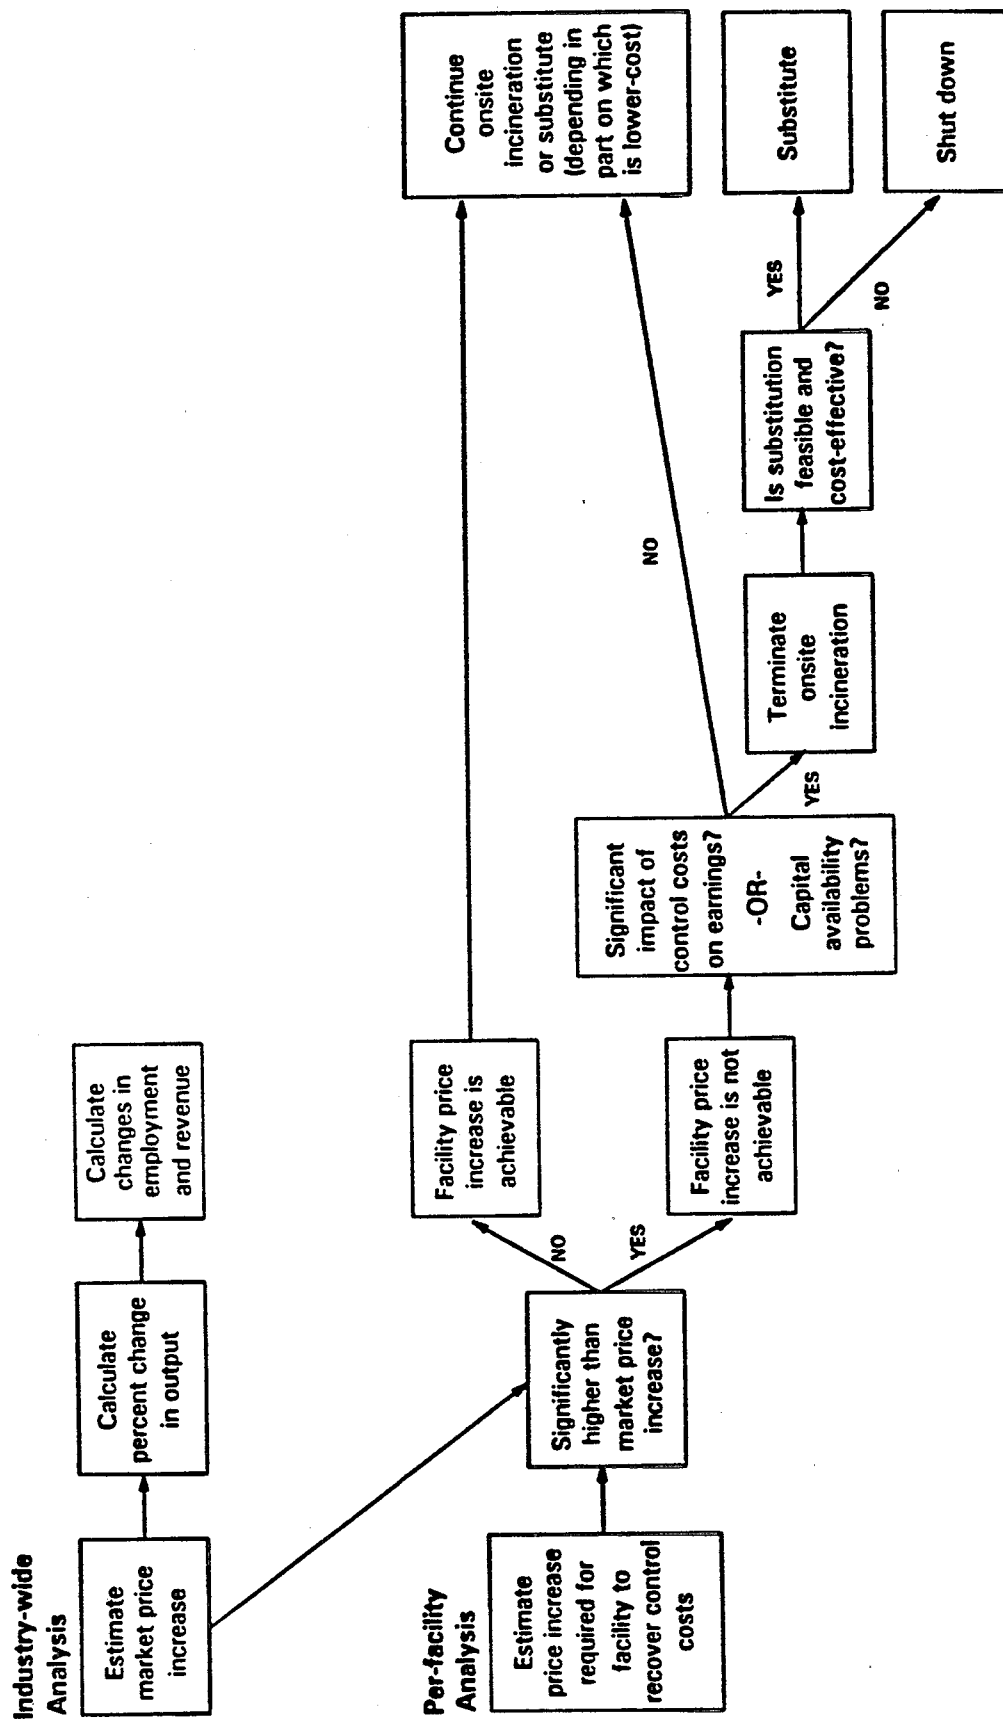 Industry-wide
Analysis
Estimate
market price
increase
Calculate
percent change
in output
Calculate
changes in
employment
and revenue
Per-facility
Analysis
Estimate
price increase
required for
facility to
recover control
costs
Significantly
higher than
market price
increase?
NO
YES
Facility price
increase is
achievable
Facility price
increase is not
achievable
Significant
impact of
control costs
on earnings?
-OR-
Capital
availability
problems?
NO
YES
Terminate
onsite
incineration
Is substitution
feasible and
cost-effective?
YES
NO
Continue
onsite
incineration
or substitute
(depending in
part on which
is lower-cost)
Substitute
Shut down